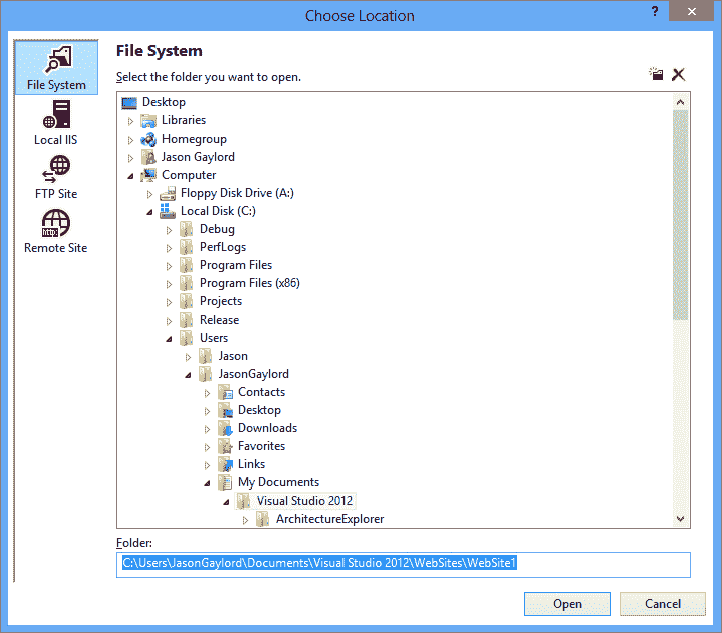 Choose Location
?
File System
Local IIS
FTP Site
http:
Remote Site
File System
Select the folder you want to open.
Desktop
Libraries
Homegroup
Jason Gaylord
Computer
Floppy Disk Drive (A:)
Local Disk (C:)
Debug
PerfLogs
Program Files
Program Files (x86)
Projects
Release
Users
Jason
JasonGaylord
Contacts
Desktop
Downloads
Favorites
Links
My Documents
Visual Studio 2012
ArchitectureExplorer
Folder:
C:\Users\JasonGaylord\Documents\Visual Studio 2012\WebSites\WebSite1
Open Cancel